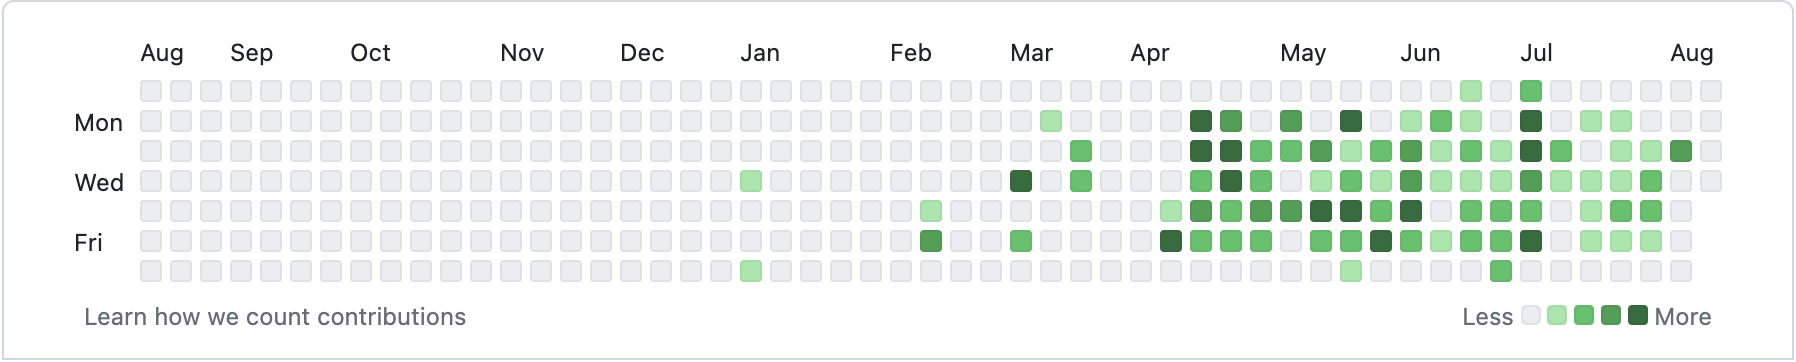 Aug Sep Oct Nov Dec Jan Feb Mar Apr May Jun Jul Aug
Mon
Wed
Fri
Learn how we count contributions Less More